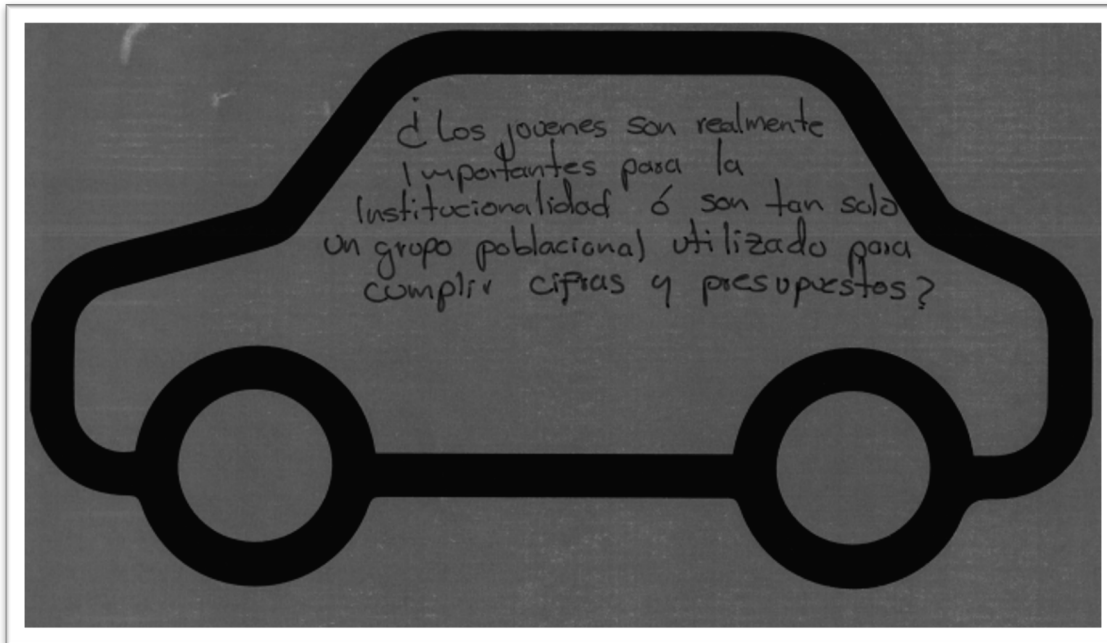 ¿Los jovenes son realmente
Importantes para la
Institucionalidad ó son tan solo
un grupo poblacional utilizado para
cumplir cifras y presupuestos?